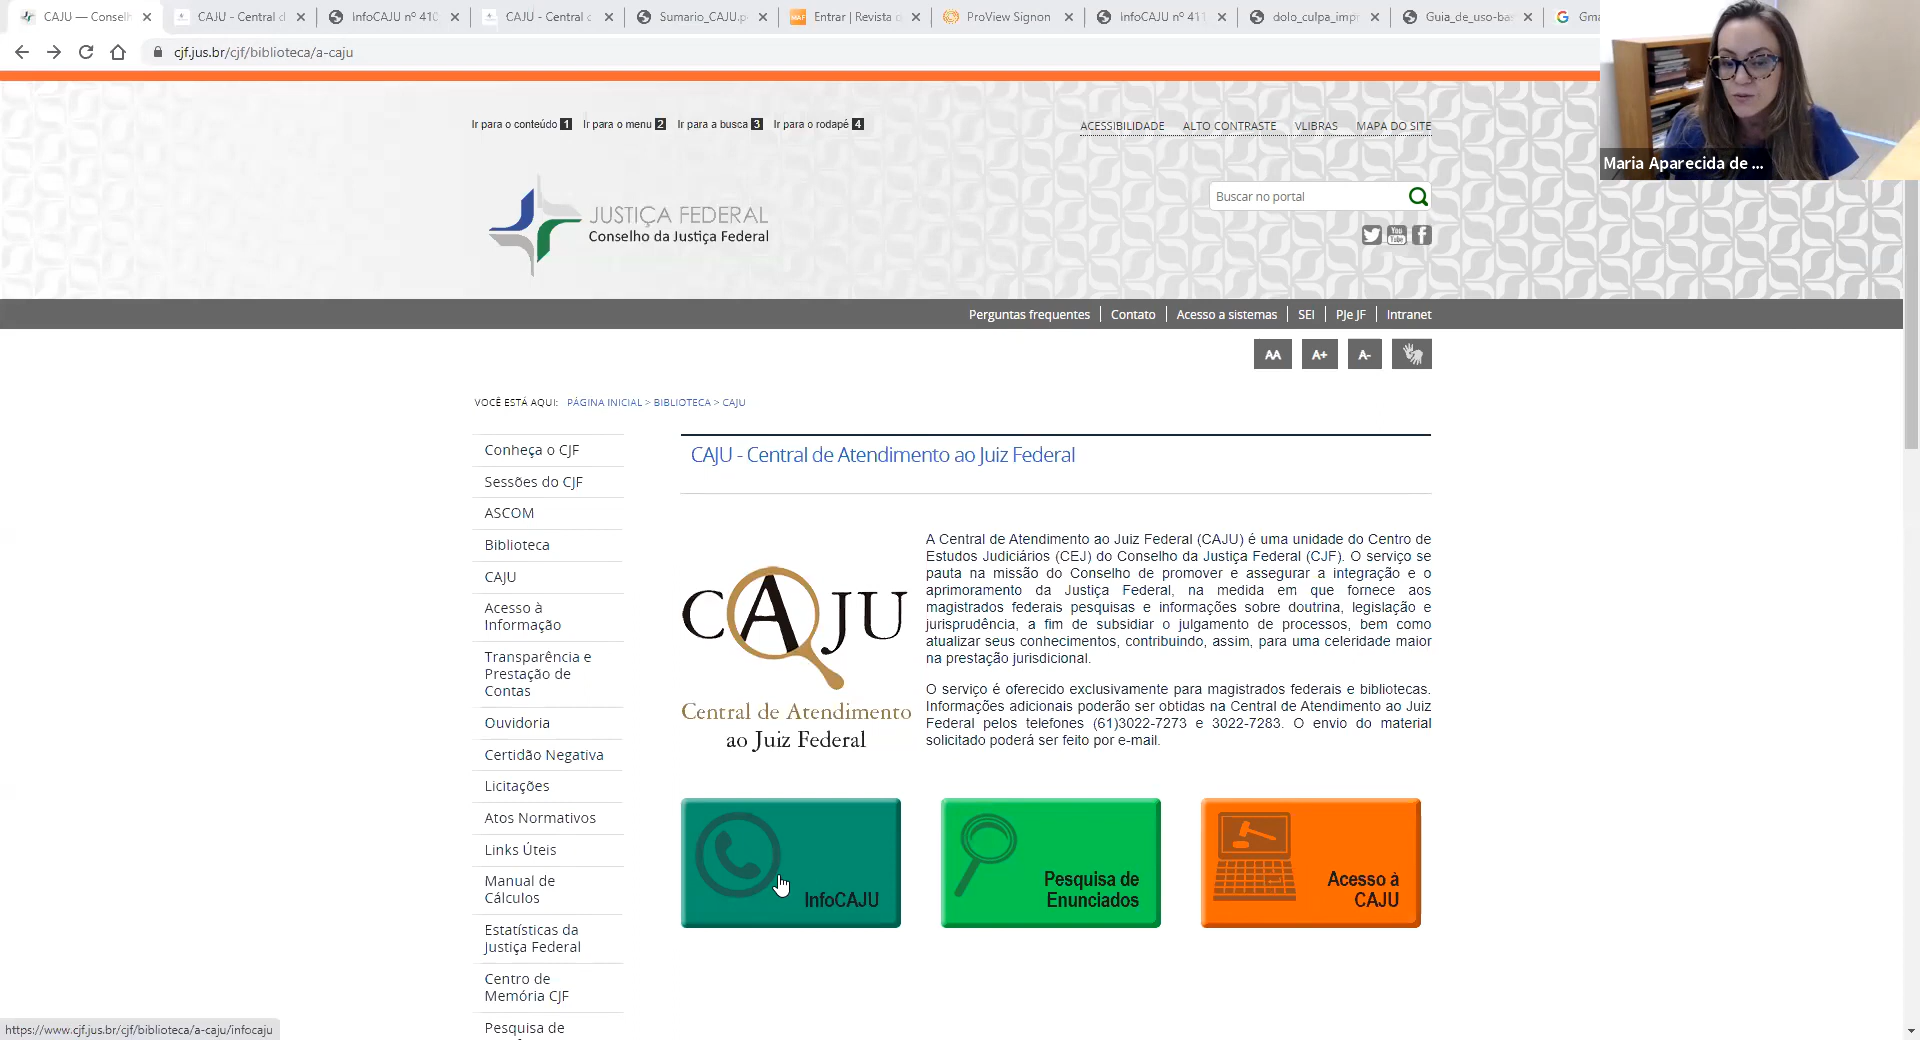 CAJU — Conselh
CAJU - Central d
InfoCAJU nº 410
CAJU - Central c
Sumario_CAJU.p
MAF Entrar | Revista
ProView Signon
InfoCAJU nº 411
dolo_culpa_impr
Guia_de_uso-bas
Gma
cjf.jus.br/cjf/biblioteca/a-caju
Maria Aparecida de ...
Ir para o conteúdo 1 Ir para o menu 2 Ir para a busca 3 Ir para o rodapé 4
ACESSIBILIDADE ALTO CONTRASTE VLIBRAS MAPA DO SITE
Buscar no portal
JUSTIÇA FEDERAL
Conselho da Justiça Federal
You Tube
Perguntas frequentes Contato Acesso a sistemas SEI PJe JF Intranet
AA A+ A-
VOCÊ ESTÁ AQUI: PÁGINA INICIAL > BIBLIOTECA > CAJU
Conheça o CJF
Sessões do CJF
ASCOM
Biblioteca
CAJU
Acesso à
Informação
Transparência e
Prestação de
Contas
Ouvidoria
Certidão Negativa
Licitações
Atos Normativos
Links Úteis
Manual de
Cálculos
Estatísticas da
Justiça Federal
Centro de
Memória CJF
Pesquisa de
CAJU - Central de Atendimento ao Juiz Federal
CAJU
Central de Atendimento
ao Juiz Federal
A Central de Atendimento ao Juiz Federal (CAJU) é uma unidade do Centro de
Estudos Judiciários (CEJ) do Conselho da Justiça Federal (CJF). O serviço se
pauta na missão do Conselho de promover e assegurar a integração e o
aprimoramento da Justiça Federal, na medida em que fornece aos
magistrados federais pesquisas e informações sobre doutrina, legislação e
jurisprudência, a fim de subsidiar o julgamento de processos, bem como
atualizar seus conhecimentos, contribuindo, assim, para uma celeridade maior
na prestação jurisdicional.
O serviço é oferecido exclusivamente para magistrados federais e bibliotecas.
Informações adicionais poderão ser obtidas na Central de Atendimento ao Juiz
Federal pelos telefones (61)3022-7273 e 3022-7283. O envio do material
solicitado poderá ser feito por e-mail.
InfoCAJU
Pesquisa de
Enunciados
Acesso à
CAJU
https://www.cjf.jus.br/cjf/biblioteca/a-caju/infocaju